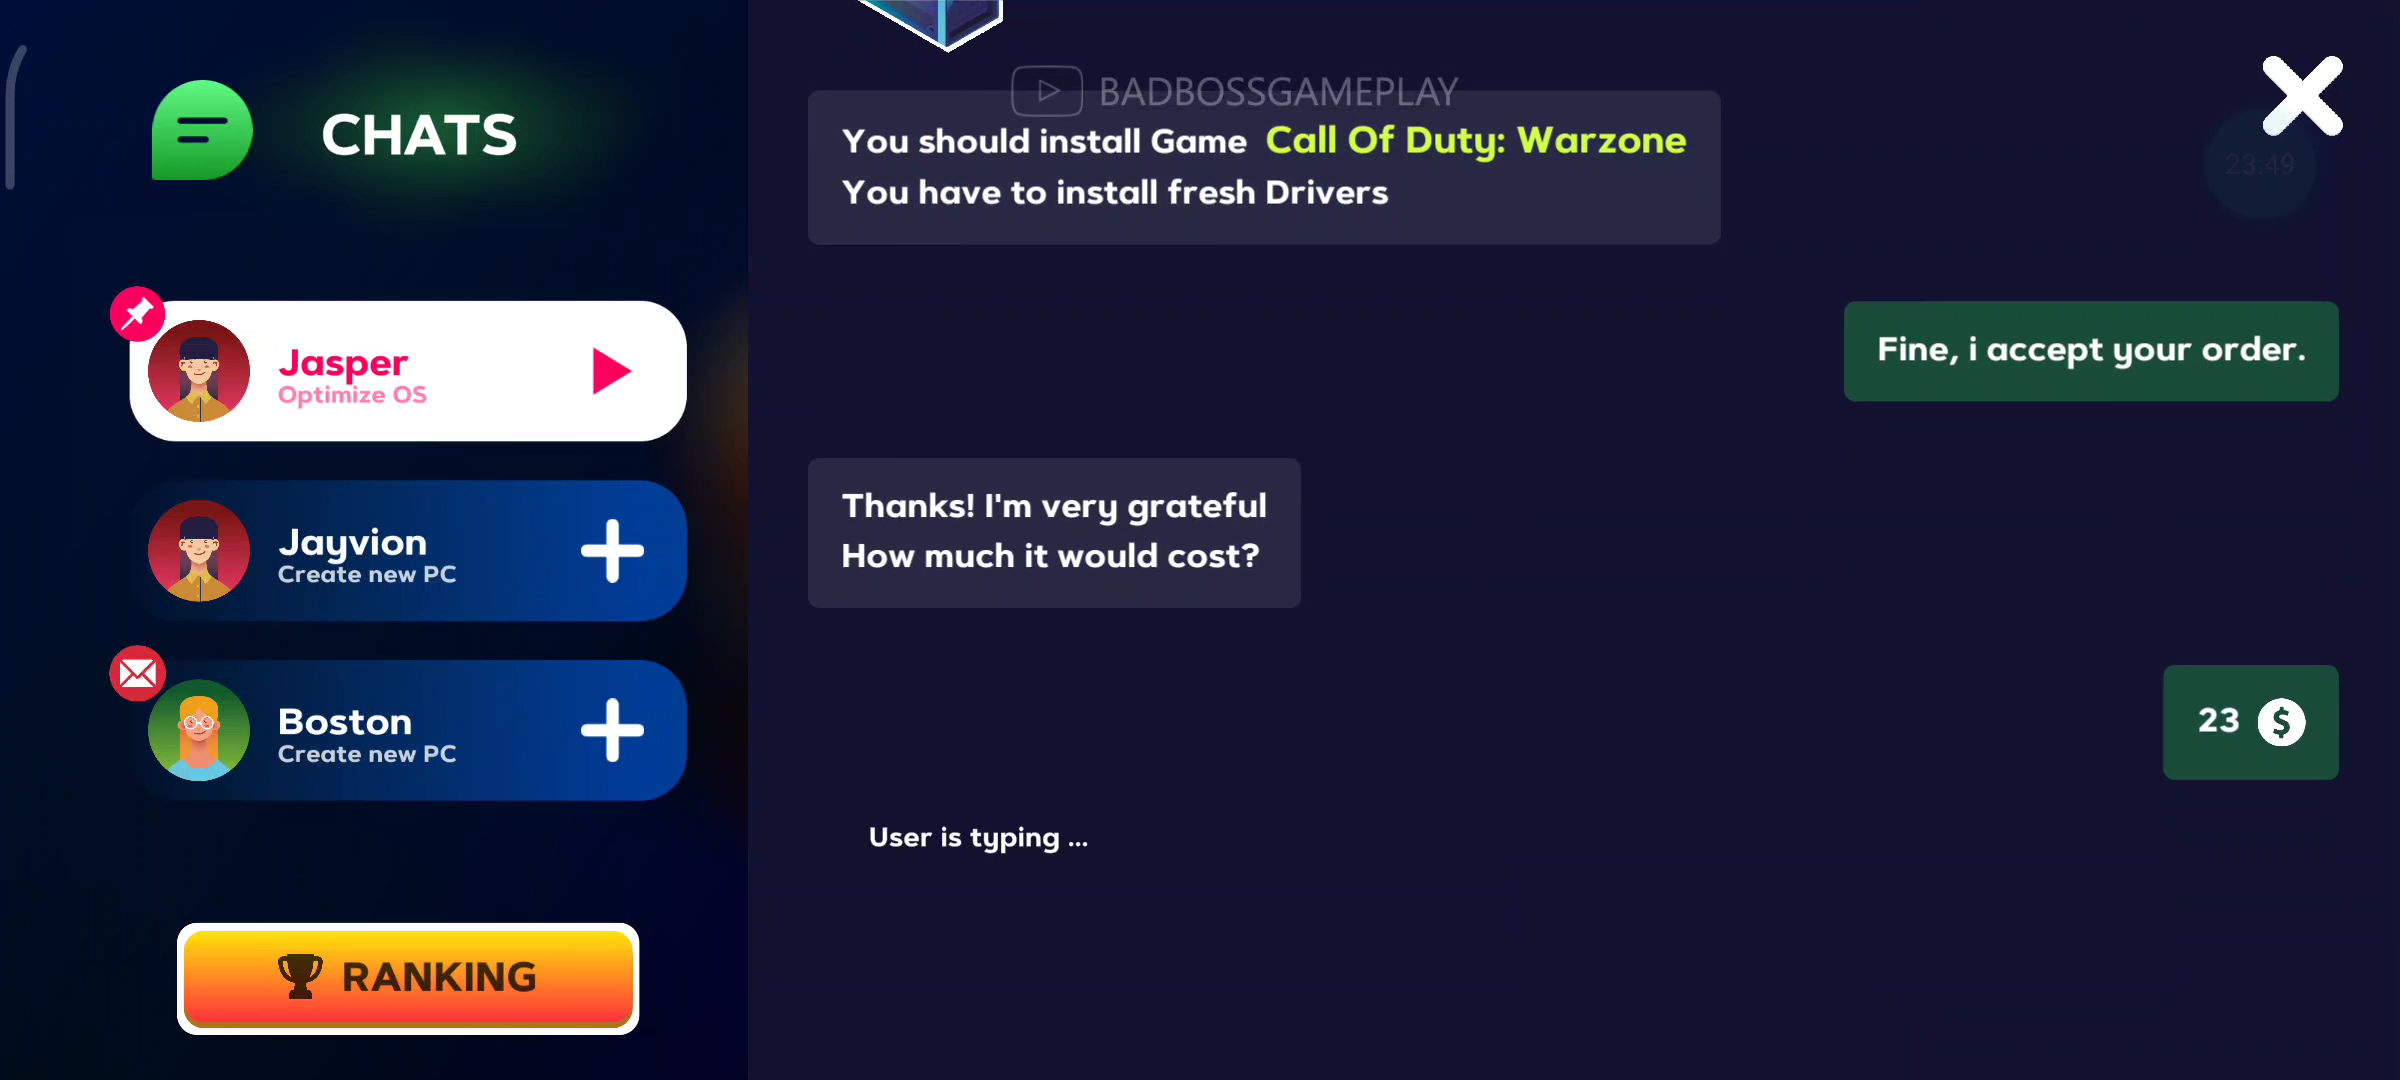 CHATS
Jasper
Optimize OS
Jayvion
Create new PC
Boston
Create new PC
RANKING
BADBOSSGAMEPLAY
You should install Game Call Of Duty: Warzone
You have to install fresh Drivers
23:49
Fine, i accept your order.
Thanks! I'm very grateful
How much it would cost?
23 $
User is typing ...